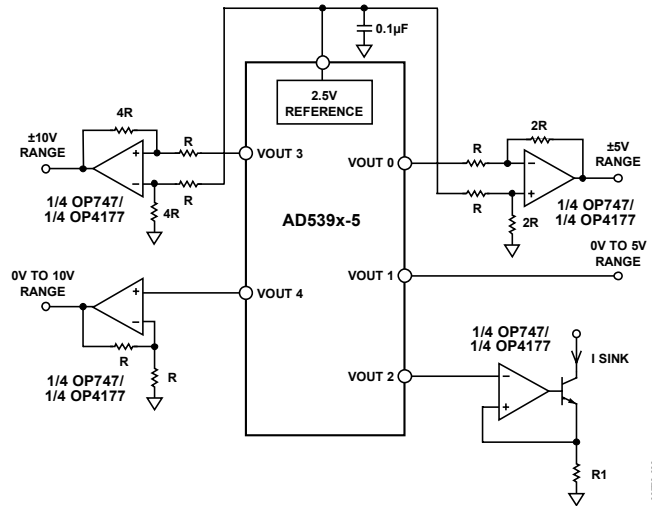 0.1µF
2.5V
REFERENCE
4R
±10V
RANGE
+
R
VOUT 3
−
R
1/4 OP747/
1/4 OP4177
4R
VOUT 0
R
2R
−
+
±5V
RANGE
R
2R
1/4 OP747/
1/4 OP4177
AD539x-5
0V TO 10V
RANGE
+
−
VOUT 4
R
R
1/4 OP747/
1/4 OP4177
VOUT 1
0V TO 5V
RANGE
1/4 OP747/
1/4 OP4177
I SINK
VOUT 2
−
+
R1